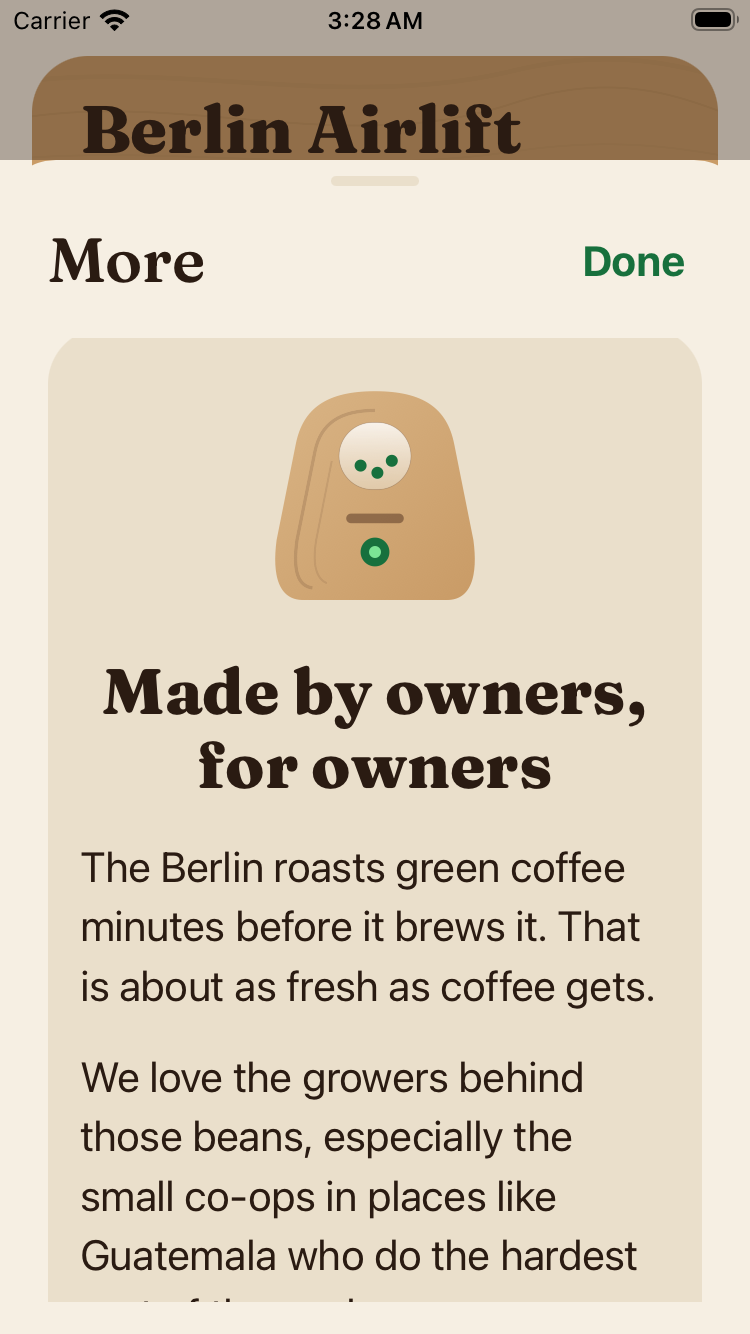 Carrier 3:28 AM
Berlin Airlift
More
Done
Made by owners,
for owners
The Berlin roasts green coffee
minutes before it brews it. That
is about as fresh as coffee gets.
We love the growers behind
those beans, especially the
small co-ops in places like
Guatemala who do the hardest